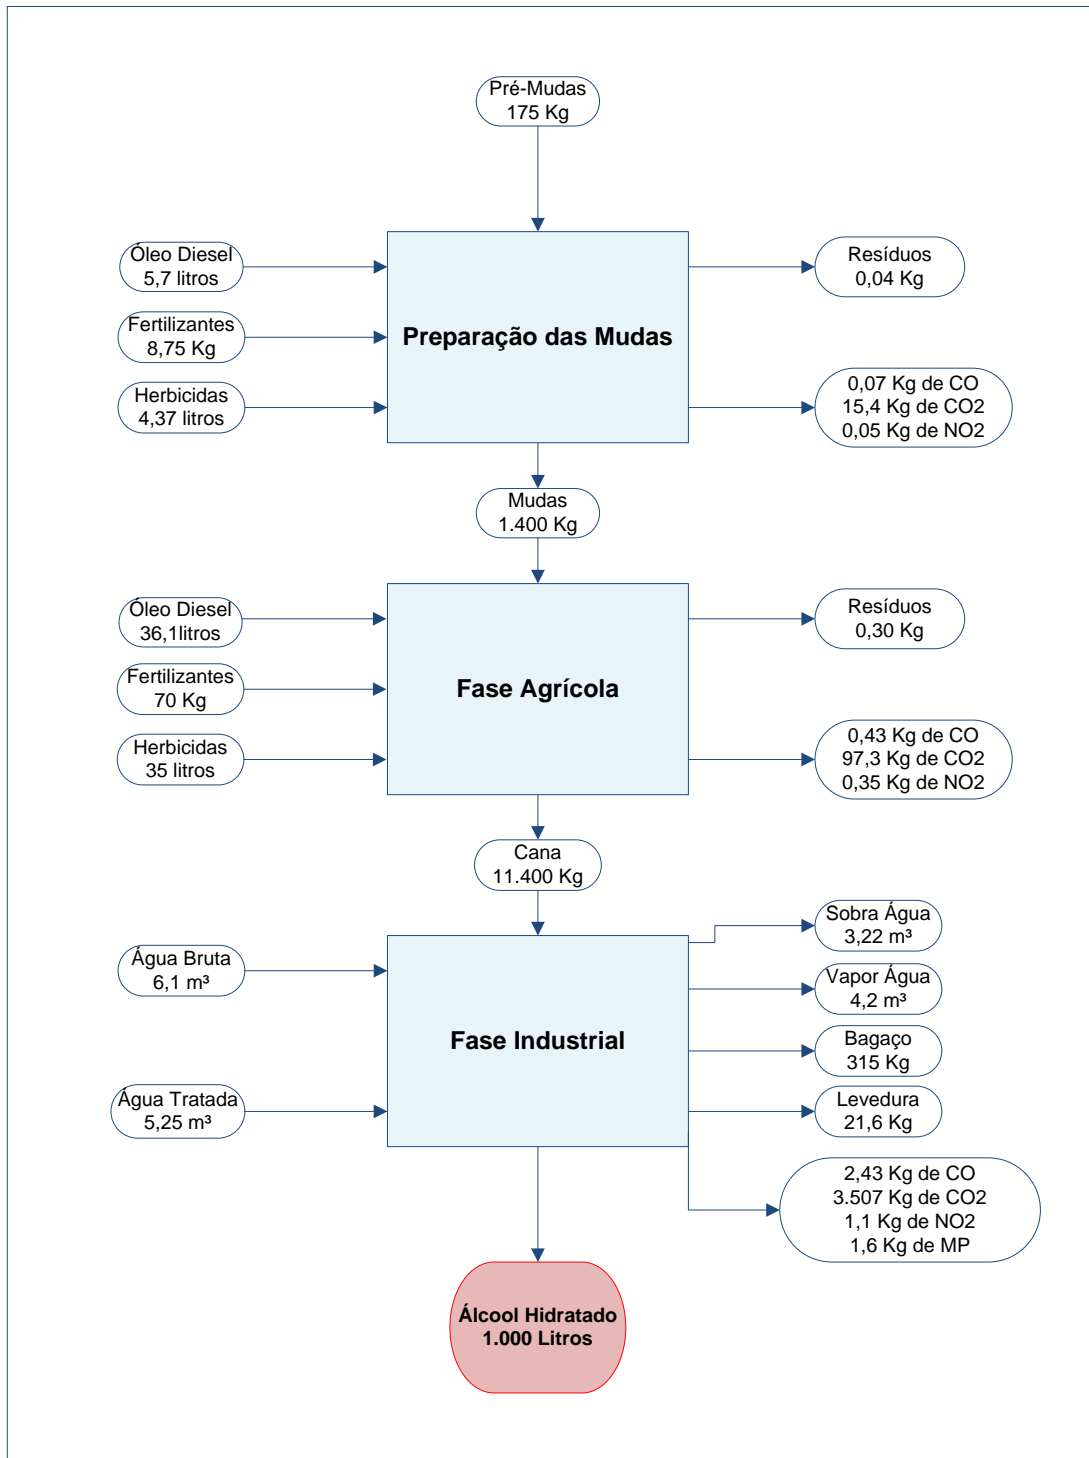 Pré-Mudas
175 Kg
Óleo Diesel
5,7 litros
Fertilizantes
8,75 Kg
Herbicidas
4,37 litros
Preparação das Mudas
Resíduos
0,04 Kg
0,07 Kg de CO
15,4 Kg de CO2
0,05 Kg de NO2
Mudas
1.400 Kg
Óleo Diesel
36,1litros
Fertilizantes
70 Kg
Herbicidas
35 litros
Fase Agrícola
Resíduos
0,30 Kg
0,43 Kg de CO
97,3 Kg de CO2
0,35 Kg de NO2
Cana
11.400 Kg
Água Bruta
6,1 m³
Água Tratada
5,25 m³
Fase Industrial
Sobra Água
3,22 m³
Vapor Água
4,2 m³
Bagaço
315 Kg
Levedura
21,6 Kg
2,43 Kg de CO
3.507 Kg de CO2
1,1 Kg de NO2
1,6 Kg de MP
Álcool Hidratado
1.000 Litros